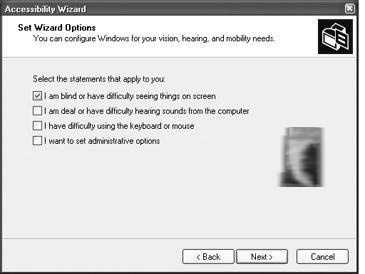 Accessibility Wizard
Set Wizard Options
You can configure Windows for your vision, hearing, and mobility needs.
Select the statements that apply to you:
I am blind or have difficulty seeing things on screen
I am deaf or have difficulty hearing sounds from the computer
I have difficulty using the keyboard or mouse
I want to set administrative options
< Back
Next >
Cancel